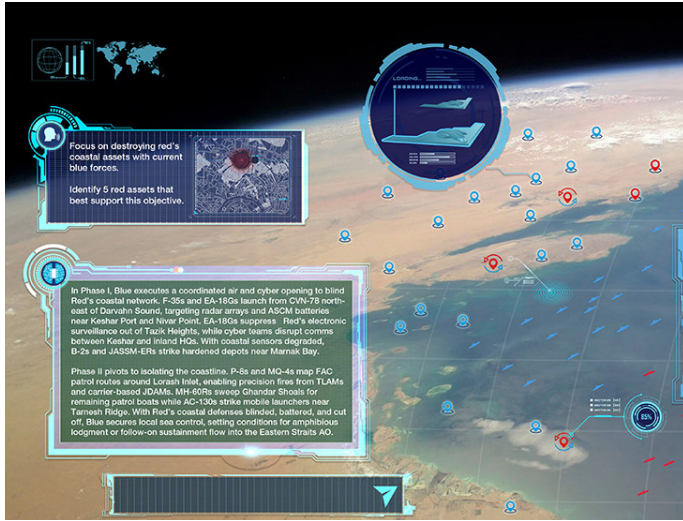 LOADING...
Focus on destroying red's
coastal assets with current
blue forces.
Identify 5 red assets that
best support this objective.
In Phase I, Blue executes a coordinated air and cyber opening to blind
Red's coastal network. F-35s and EA-18Gs launch from CVN-78 north-
east of Darvahn Sound, targeting radar arrays and ASCM batteries
near Keshar Port and Nivar Point. EA-18Gs suppress Red's electronic
surveillance out of Tazik Heights, while cyber teams disrupt comms
between Keshar and inland HQs. With coastal sensors degraded,
B-2s and JASSM-ERs strike hardened depots near Marnak Bay.
Phase II pivots to isolating the coastline. P-8s and MQ-4s map FAC
patrol routes around Lorash Inlet, enabling precision fires from TLAMs
and carrier-based JDAMs. MH-60Rs sweep Ghandar Shoals for
remaining patrol boats while AC-130s strike mobile launchers near
Tarnesh Ridge. With Red's coastal defenses blinded, battered, and cut
off, Blue secures local sea control, setting conditions for amphibious
lodgment or follow-on sustainment flow into the Eastern Straits AO.
85%